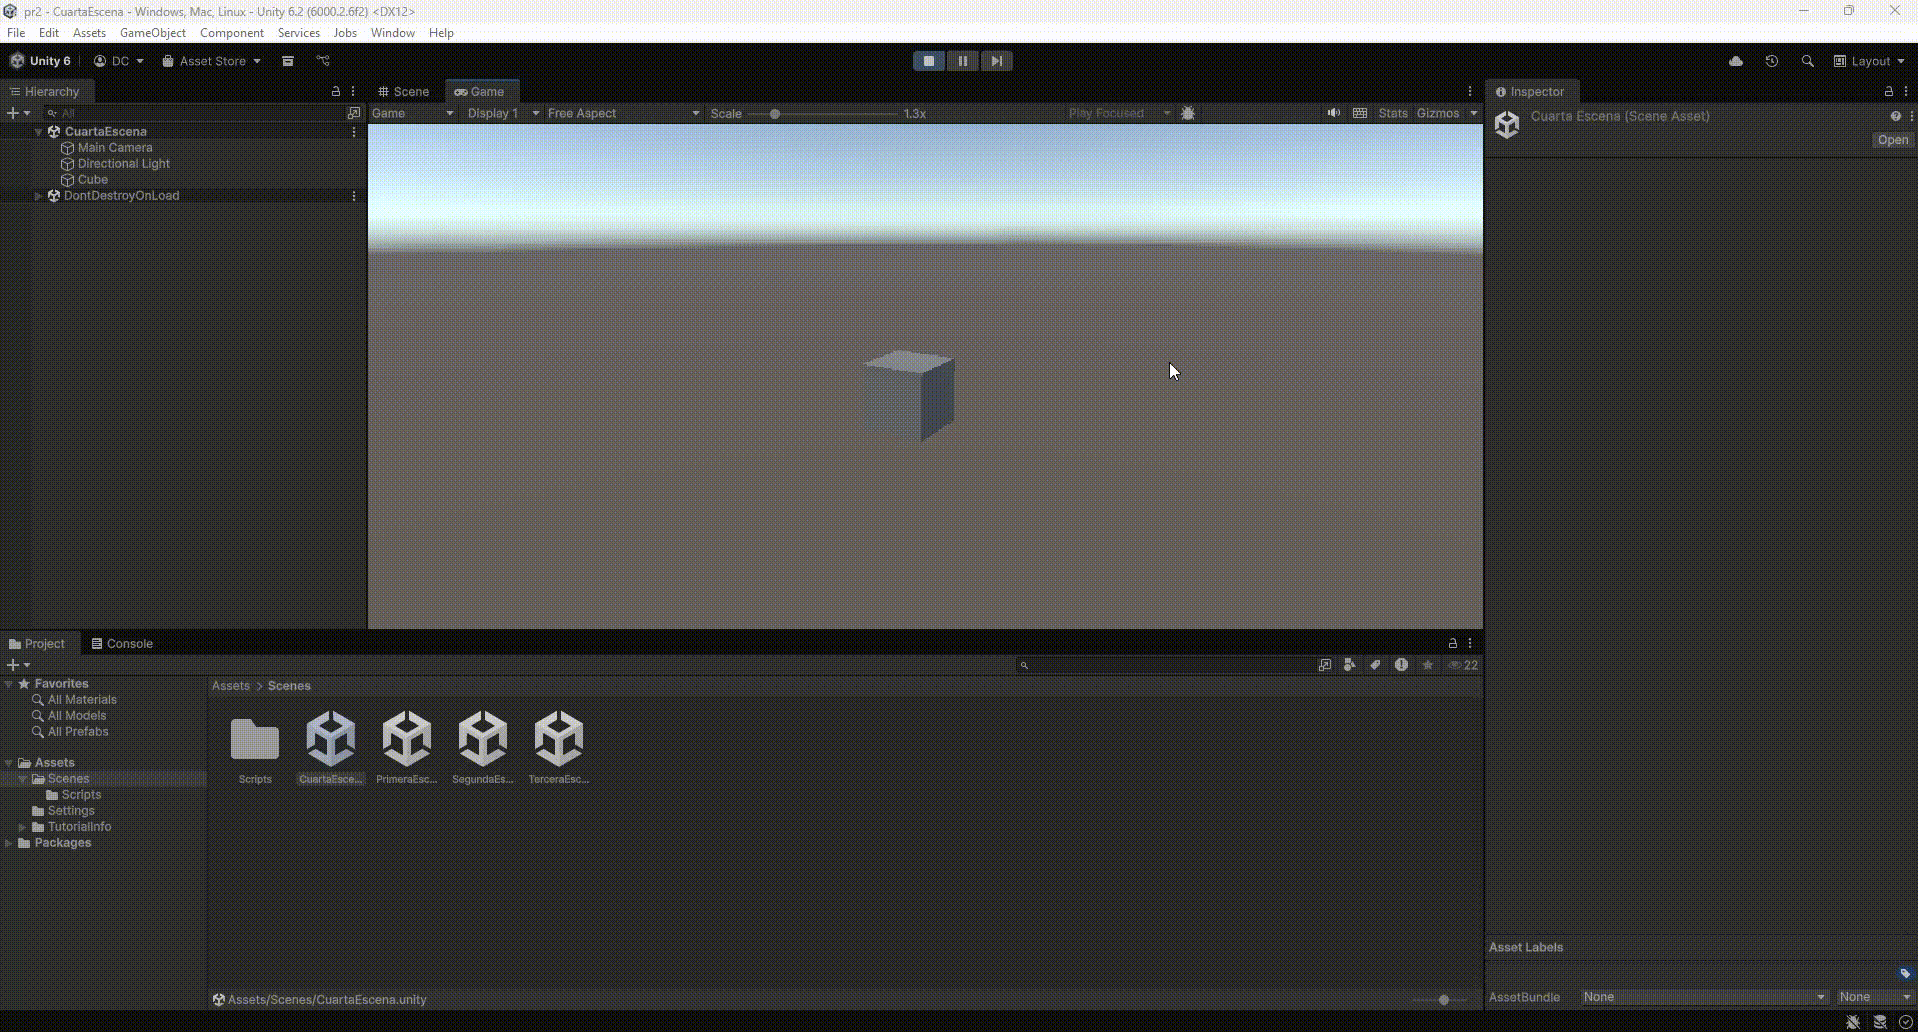 pr2 - CuartaEscena - Windows, Mac, Linux - Unity 6.2 (6000.2.6f2) <DX12>
File Edit Assets GameObject Component Services Jobs Window Help
Unity 6 DC Asset Store Layout
Hierarchy Scene Game Inspector
All Game Display 1 Free Aspect Scale 1.3x Play Focused Stats Gizmos
Cuarta Escena (Scene Asset)
Open
CuartaEscena
Main Camera
Directional Light
Cube
DontDestroyOnLoad
Project Console
22
Favorites
All Materials
All Models
All Prefabs
Assets
Scenes
Scripts
Settings
TutorialInfo
Packages
Assets > Scenes
Scripts CuartaEsce... PrimeraEsc... SegundaEs... TerceraEsc...
Assets/Scenes/CuartaEscena.unity
Asset Labels
AssetBundle None None